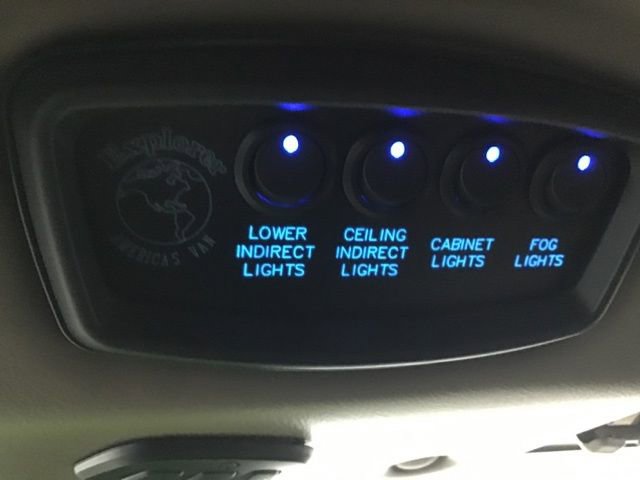 Explorer
AMERICAS VAN
LOWER
INDIRECT
LIGHTS
CEILING
INDIRECT
LIGHTS
CABINET
LIGHTS
FOG
LIGHTS